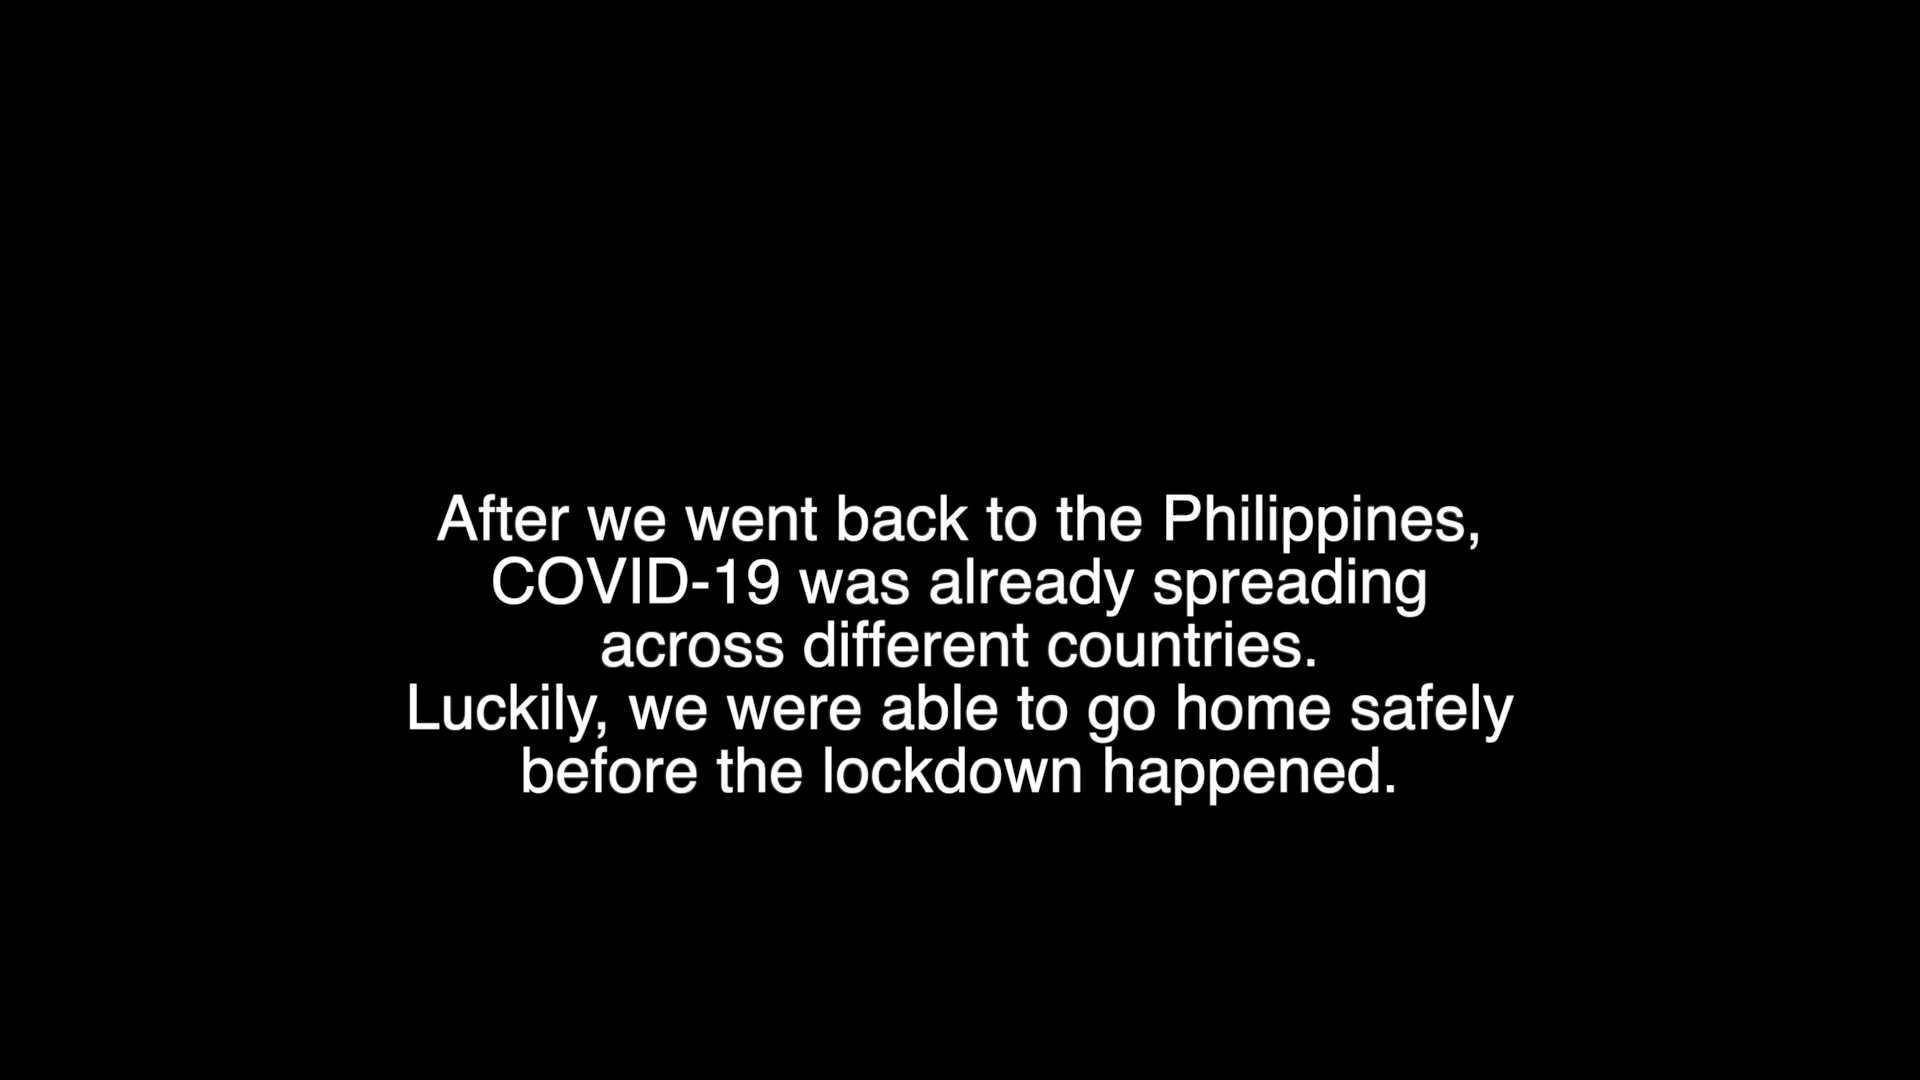 After we went back to the Philippines,
COVID-19 was already spreading
across different countries.
Luckily, we were able to go home safely
before the lockdown happened.